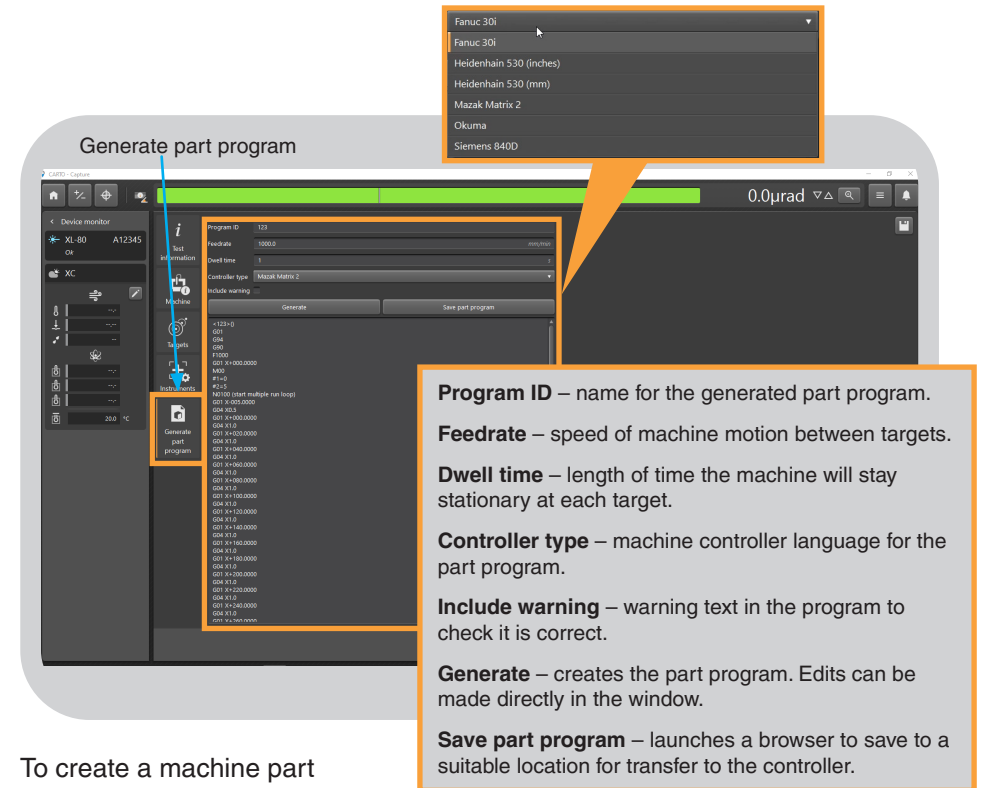 Fanuc 30i
Fanuc 30i
Heidenhain 530 (inches)
Heidenhain 530 (mm)
Mazak Matrix 2
Okuma
Siemens 840D
Generate part program
CARTO - Capture
0.0µrad
Device monitor
XL-80 A12345
Ok
XC
--.-
--.--
--
--.-
--.-
--.-
20.0 °C
Test
information
Machine
Targets
Instruments
Generate
part
program
Program ID 123
Feedrate 1000.0 mm/min
Dwell time 1 s
Controller type Mazak Matrix 2
Include warning
Generate Save part program
<123>()
G01
G94
G90
F1000
G01 X+000.0000
M00
#1=0
#2=5
N0100 (start multiple run loop)
G01 X-005.0000
G04 X0.5
G01 X+000.0000
G04 X1.0
G01 X+020.0000
G04 X1.0
G01 X+040.0000
G04 X1.0
G01 X+060.0000
G04 X1.0
G01 X+080.0000
G04 X1.0
G01 X+100.0000
G04 X1.0
G01 X+120.0000
G04 X1.0
G01 X+140.0000
G04 X1.0
G01 X+160.0000
G04 X1.0
G01 X+180.0000
G04 X1.0
G01 X+200.0000
G04 X1.0
G01 X+220.0000
G04 X1.0
G01 X+240.0000
G04 X1.0
G01 X+260.0000
Program ID – name for the generated part program.
Feedrate – speed of machine motion between targets.
Dwell time – length of time the machine will stay
stationary at each target.
Controller type – machine controller language for the
part program.
Include warning – warning text in the program to
check it is correct.
Generate – creates the part program. Edits can be
made directly in the window.
Save part program – launches a browser to save to a
suitable location for transfer to the controller.
To create a machine part